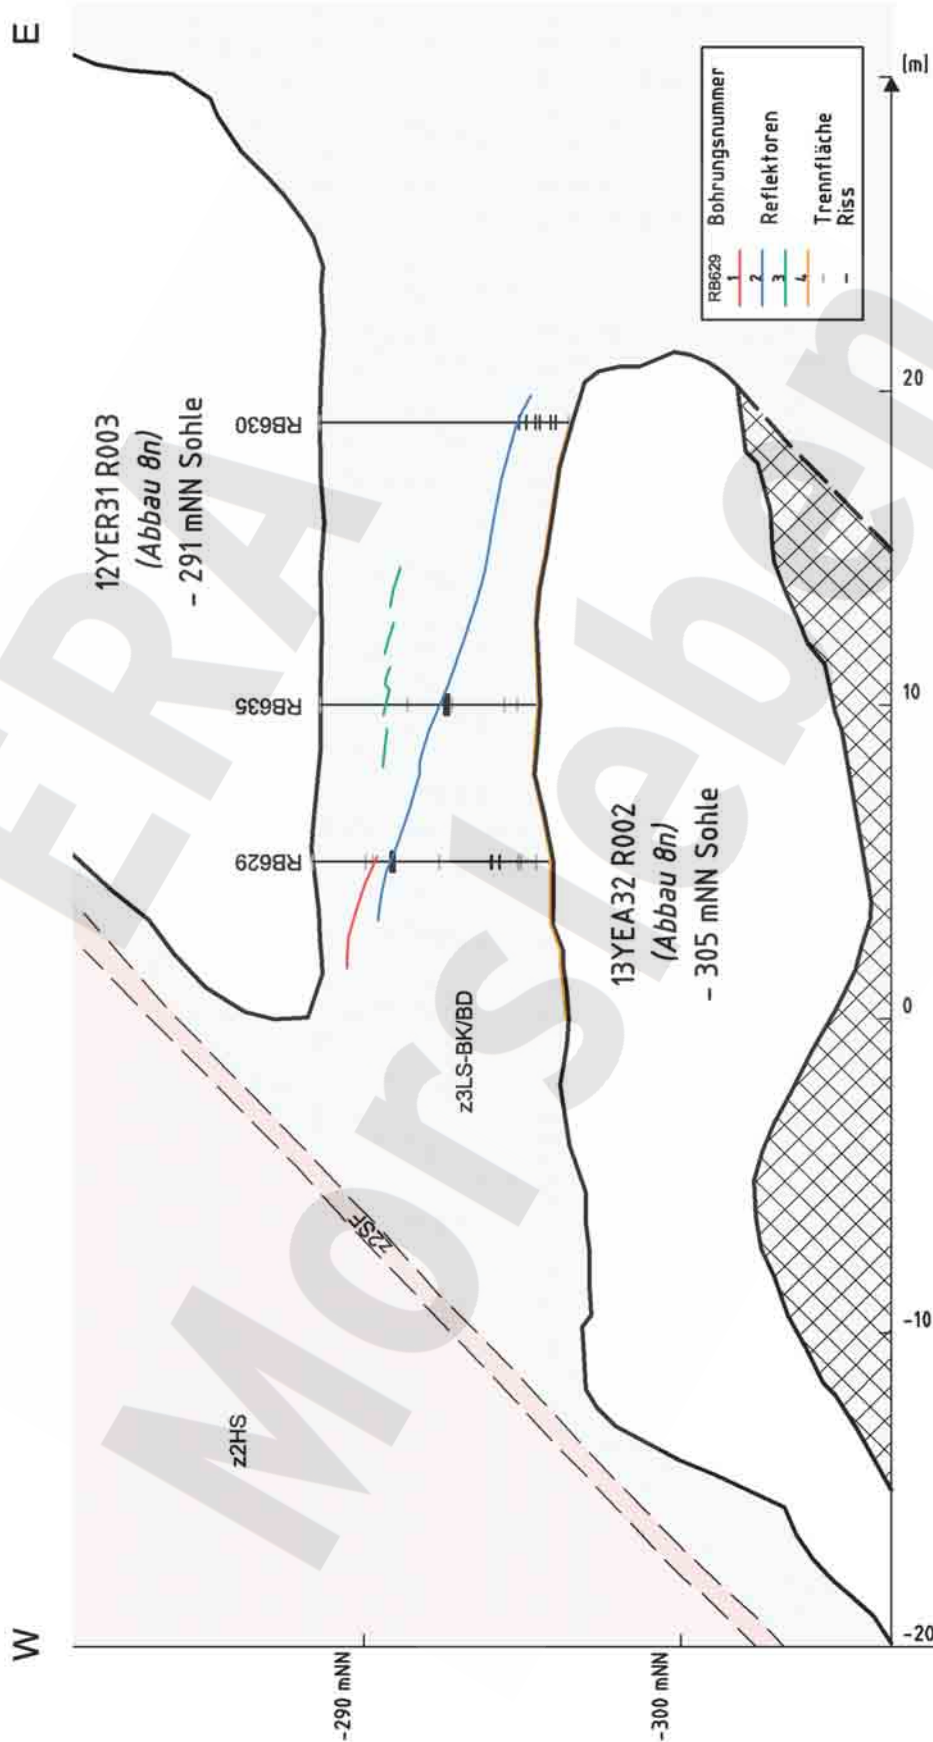 W
E
12YER31 R003
(Abbau 8n)
- 291 mNN Sohle
z2HS
z2SF
RB629
RB635
RB630
-290 mNN
z3LS-BK/BD
-300 mNN
13YEA32 R002
(Abbau 8n)
- 305 mNN Sohle
RB629 Bohrungsnummer
1
2 Reflektoren
3
4
Trennfläche
Riss
-20
-10
0
10
20
[m]
ERA
Morsleben